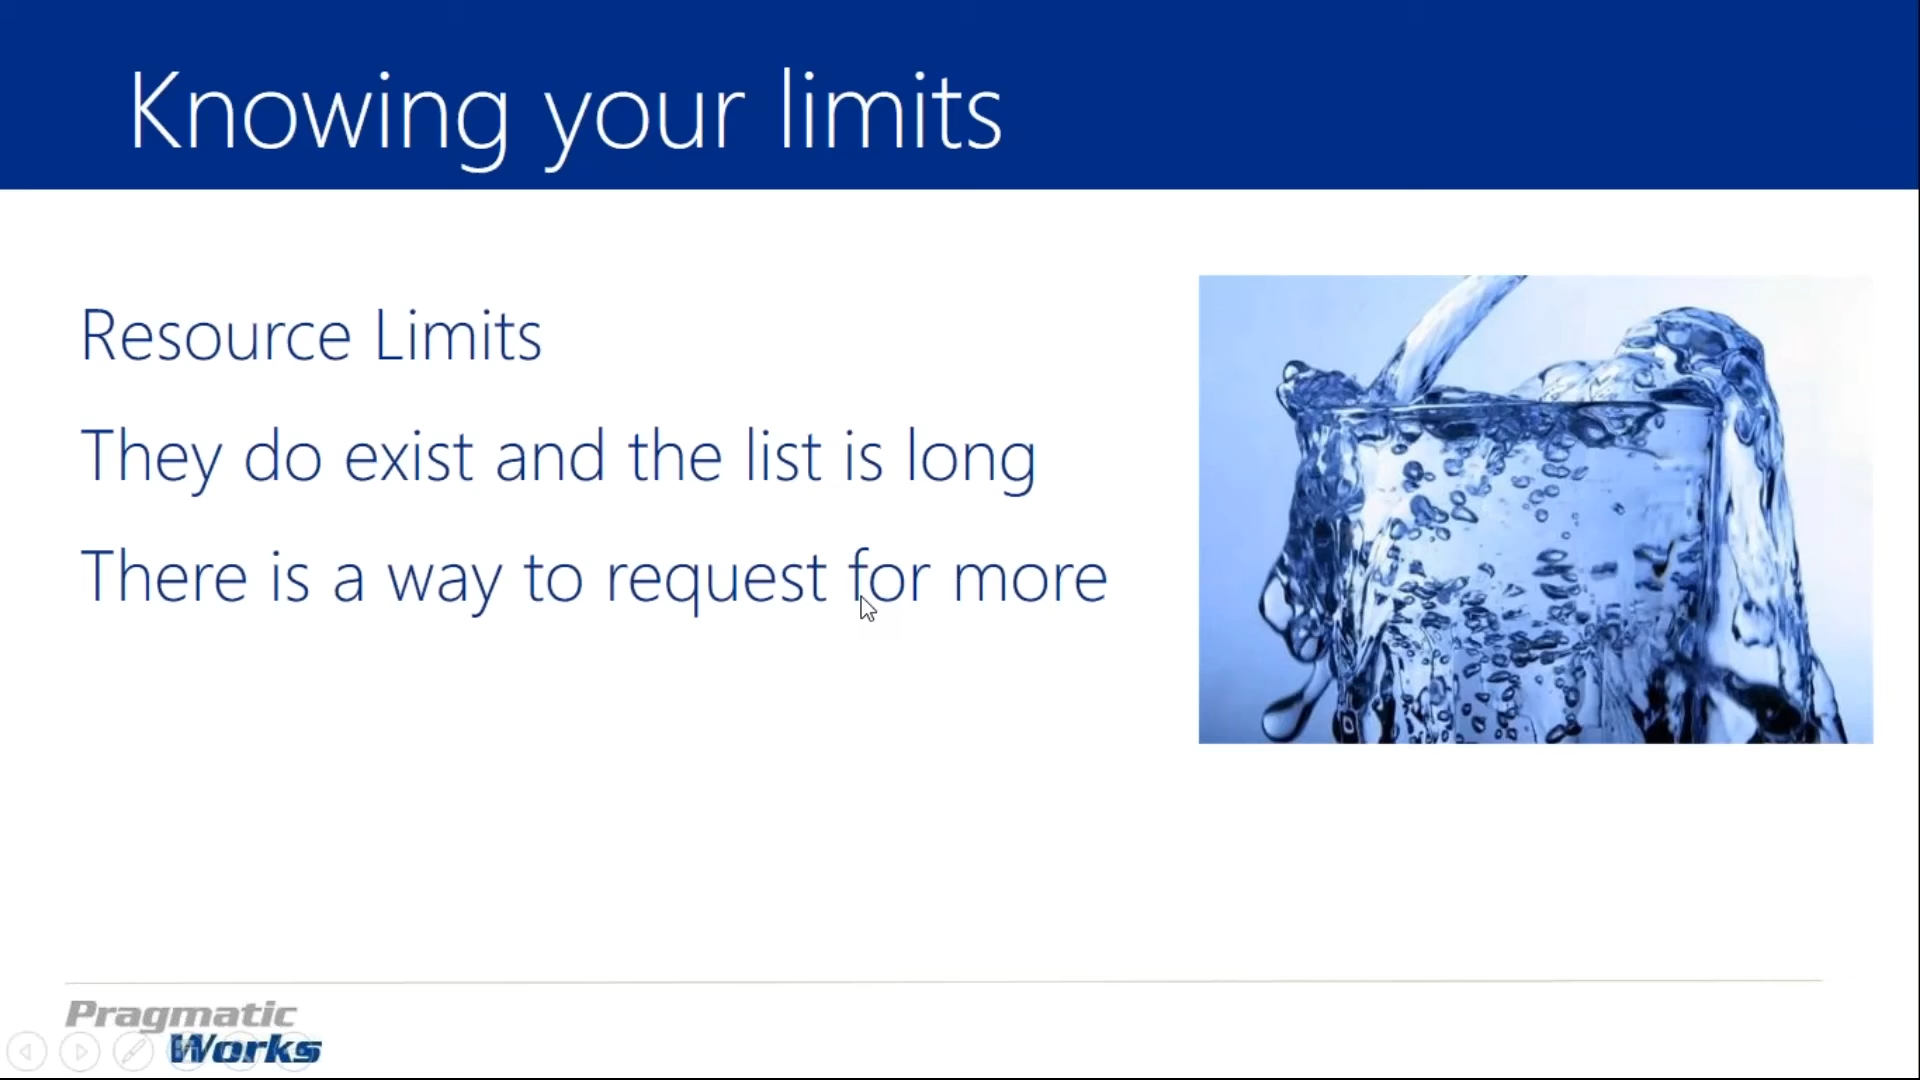 Knowing your limits
Resource Limits
They do exist and the list is long
There is a way to request for more
Pragmatic
Works